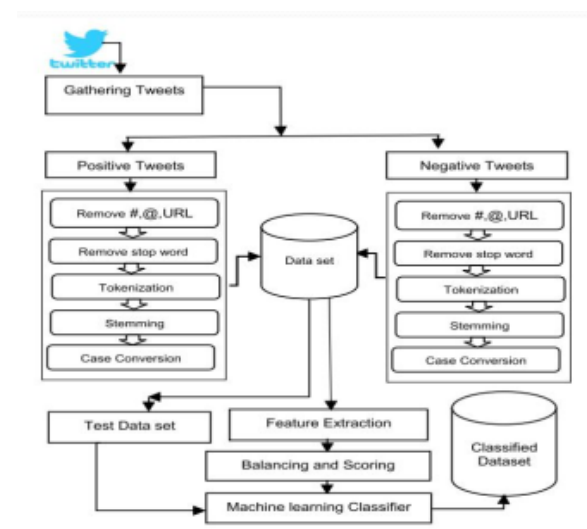 twitter
Gathering Tweets
Positive Tweets
Negative Tweets
Remove #,@,URL
Remove stop word
Tokenization
Stemming
Case Conversion
Data set
Remove #,@,URL
Remove stop word
Tokenization
Stemming
Case Conversion
Test Data set
Feature Extraction
Balancing and Scoring
Machine learning Classifier
Classified
Dataset